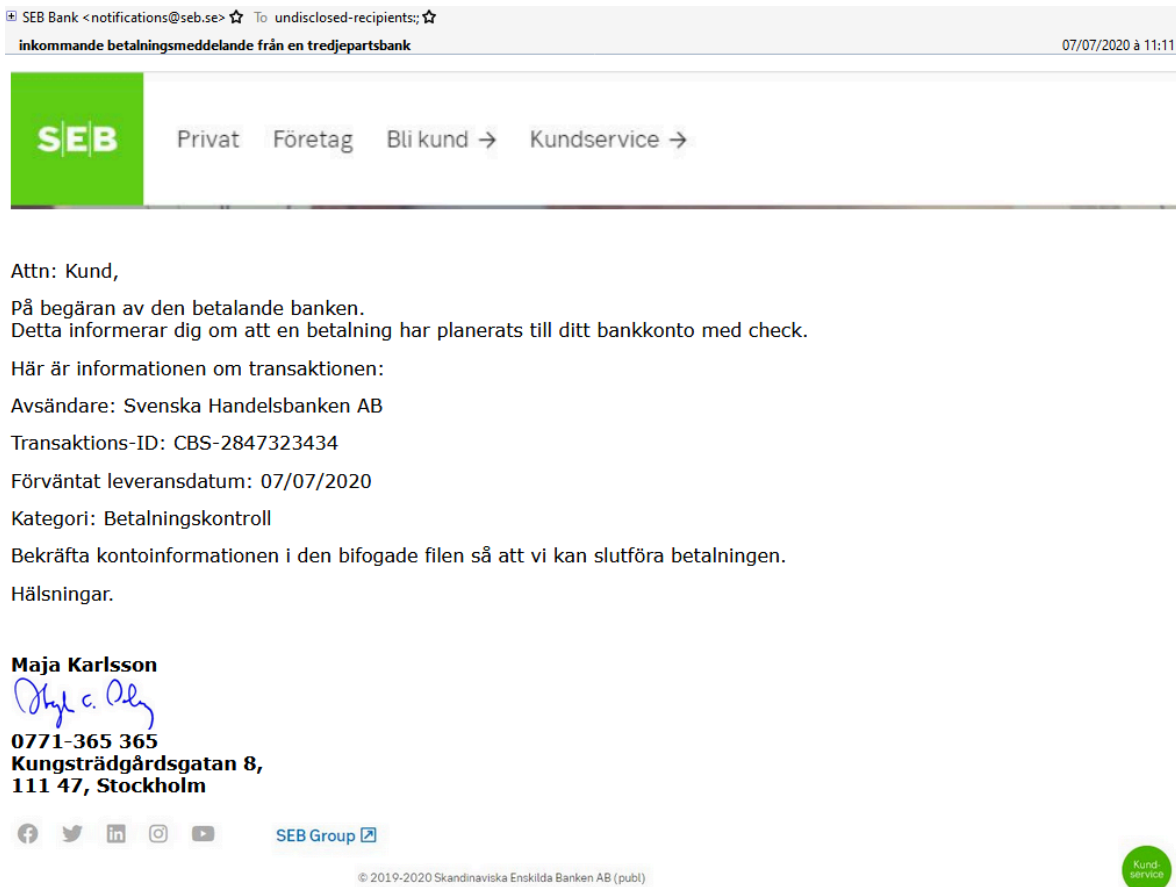 SEB Bank <notifications@seb.se> To undisclosed-recipients:;
inkommande betalningsmeddelande från en tredjepartsbank 07/07/2020 à 11:11
S|E|B Privat Företag Bli kund → Kundservice →
Attn: Kund,
På begäran av den betalande banken.
Detta informerar dig om att en betalning har planerats till ditt bankkonto med check.
Här är informationen om transaktionen:
Avsändare: Svenska Handelsbanken AB
Transaktions-ID: CBS-2847323434
Förväntat leveransdatum: 07/07/2020
Kategori: Betalningskontroll
Bekräfta kontoinformationen i den bifogade filen så att vi kan slutföra betalningen.
Hälsningar.
Maja Karlsson
0771-365 365
Kungsträdgårdsgatan 8,
111 47, Stockholm
SEB Group
Kund-
service
© 2019-2020 Skandinaviska Enskilda Banken AB (publ)